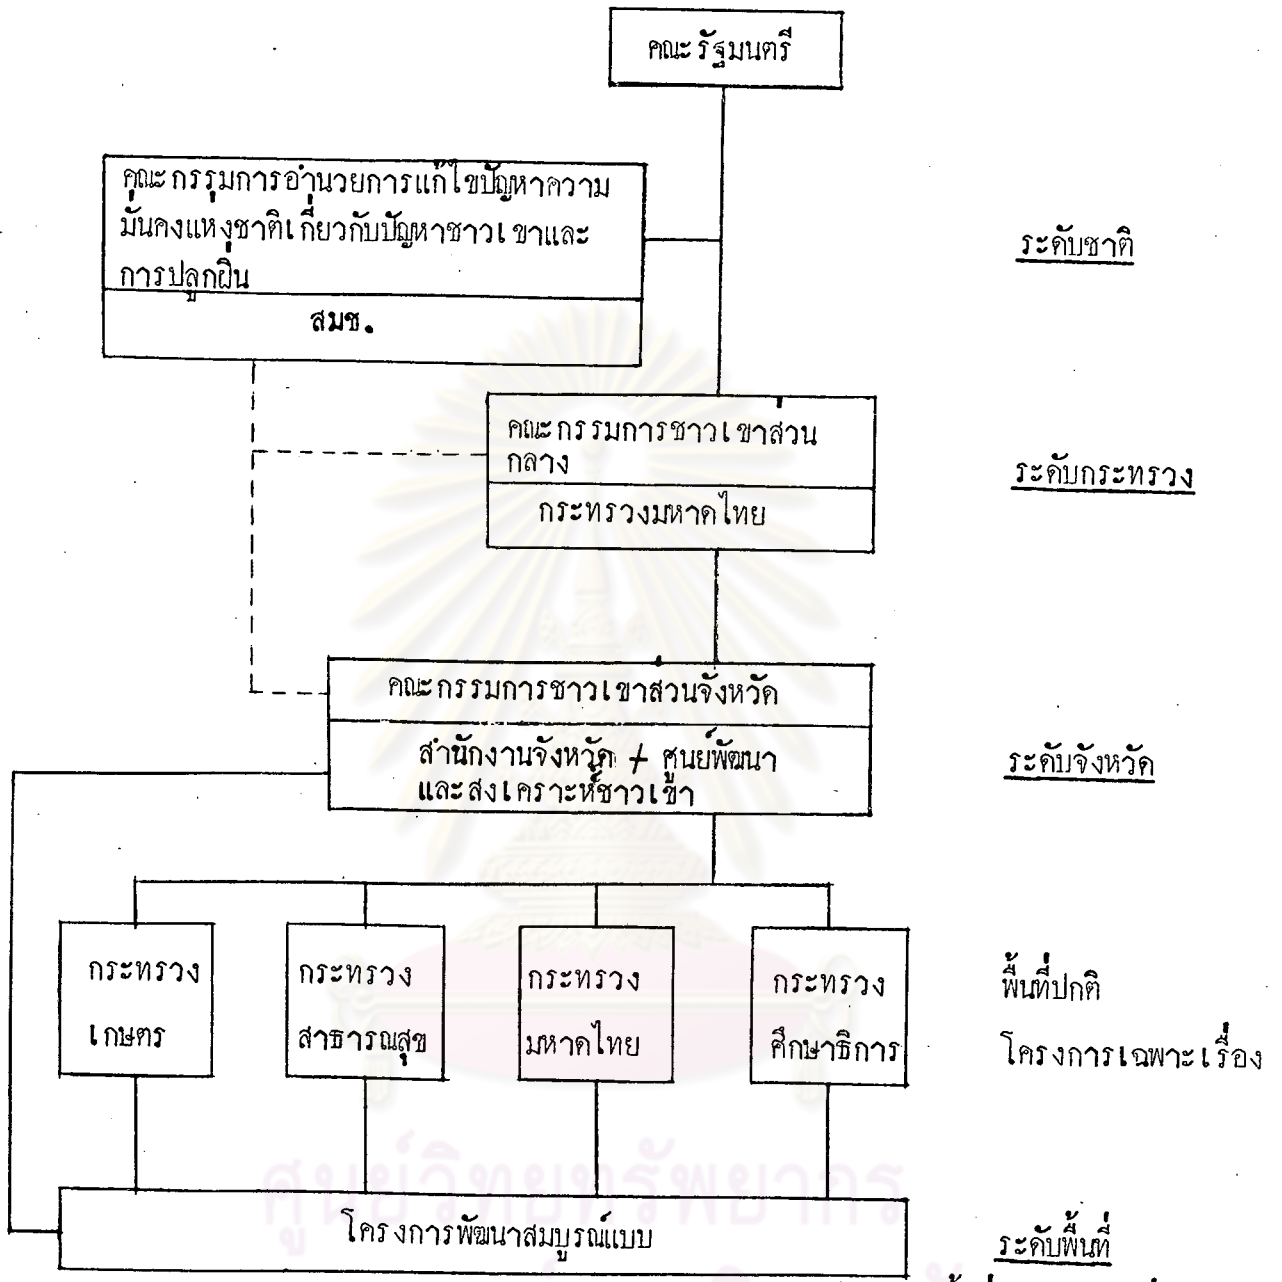 คณะรัฐมนตรี
คณะกรรมการอำนวยการแก้ไขปัญหาความ
มั่นคงแห่งชาติเกี่ยวกับปัญหาชาวเขาและ
การปลูกฝิ่น
สมช.
ระดับชาติ
คณะกรรมการชาวเขาส่วน
กลาง
กระทรวงมหาดไทย
ระดับกระทรวง
คณะกรรมการชาวเขาส่วนจังหวัด
สำนักงานจังหวัด + ศูนย์พัฒนา
และสงเคราะห์ชาวเขา
ระดับจังหวัด
กระทรวง
เกษตร
กระทรวง
สาธารณสุข
กระทรวง
มหาดไทย
กระทรวง
ศึกษาธิการ
พื้นที่ปกติ
โครงการเฉพาะเรื่อง
ศูนย์วิทยทรัพยากร
โครงการพัฒนาสมบูรณ์แบบ
ระดับพื้นที่